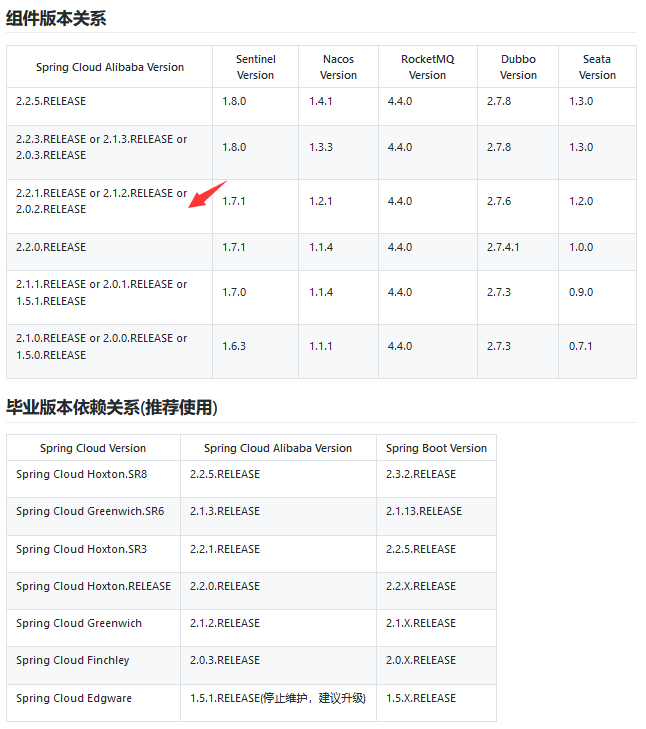 组件版本关系
Spring Cloud Alibaba Version Sentinel Version Nacos Version RocketMQ Version Dubbo Version Seata Version
2.2.5.RELEASE 1.8.0 1.4.1 4.4.0 2.7.8 1.3.0
2.2.3.RELEASE or 2.1.3.RELEASE or 2.0.3.RELEASE 1.8.0 1.3.3 4.4.0 2.7.8 1.3.0
2.2.1.RELEASE or 2.1.2.RELEASE or 2.0.2.RELEASE 1.7.1 1.2.1 4.4.0 2.7.6 1.2.0
2.2.0.RELEASE 1.7.1 1.1.4 4.4.0 2.7.4.1 1.0.0
2.1.1.RELEASE or 2.0.1.RELEASE or 1.5.1.RELEASE 1.7.0 1.1.4 4.4.0 2.7.3 0.9.0
2.1.0.RELEASE or 2.0.0.RELEASE or 1.5.0.RELEASE 1.6.3 1.1.1 4.4.0 2.7.3 0.7.1
毕业版本依赖关系(推荐使用)
Spring Cloud Version Spring Cloud Alibaba Version Spring Boot Version
Spring Cloud Hoxton.SR8 2.2.5.RELEASE 2.3.2.RELEASE
Spring Cloud Greenwich.SR6 2.1.3.RELEASE 2.1.13.RELEASE
Spring Cloud Hoxton.SR3 2.2.1.RELEASE 2.2.5.RELEASE
Spring Cloud Hoxton.RELEASE 2.2.0.RELEASE 2.2.X.RELEASE
Spring Cloud Greenwich 2.1.2.RELEASE 2.1.X.RELEASE
Spring Cloud Finchley 2.0.3.RELEASE 2.0.X.RELEASE
Spring Cloud Edgware 1.5.1.RELEASE(停止维护，建议升级) 1.5.X.RELEASE